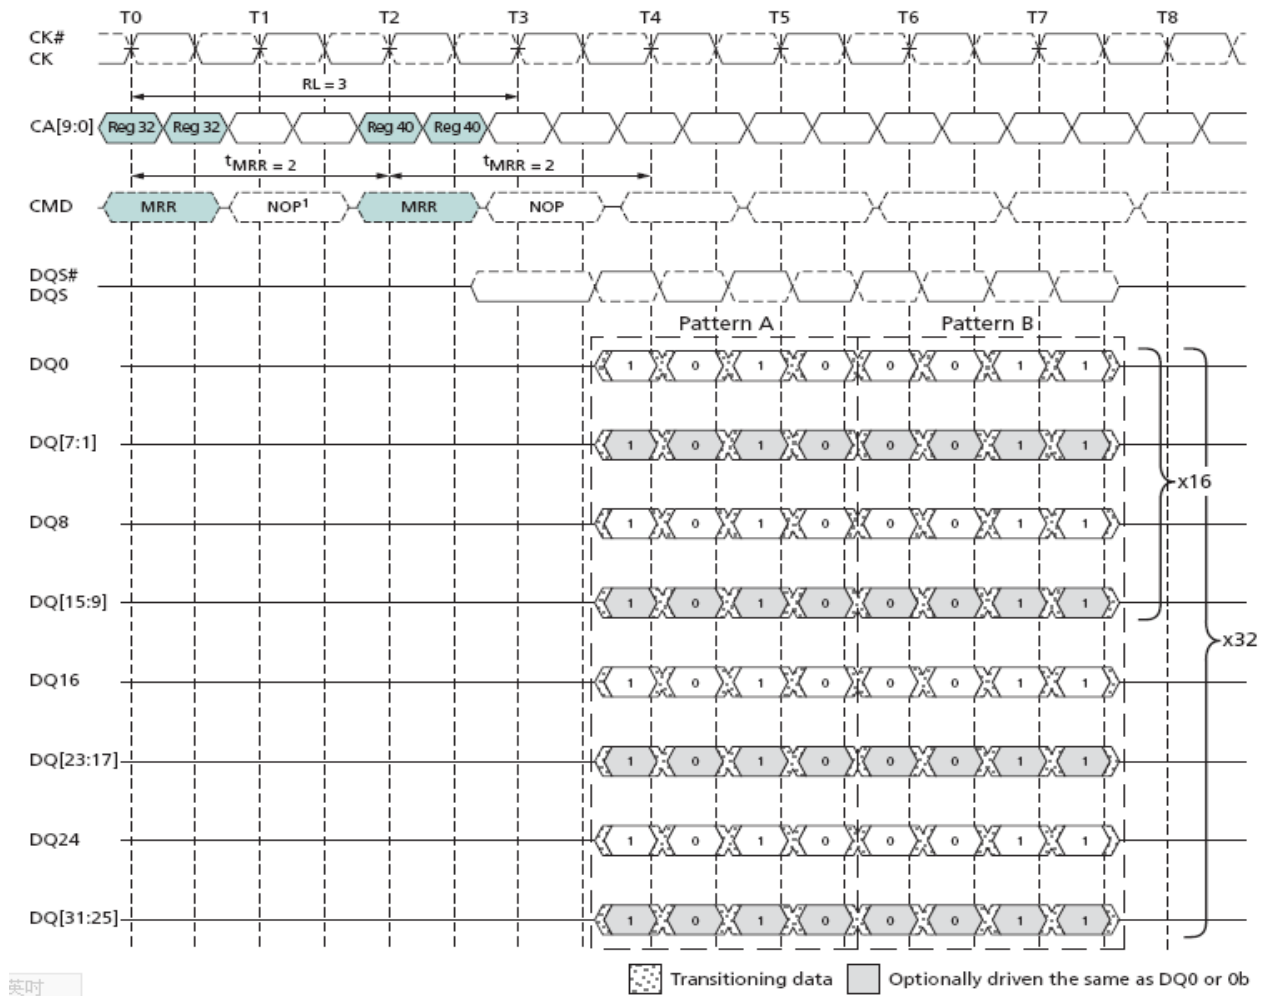 T0 T1 T2 T3 T4 T5 T6 T7 T8
CK#
CK
RL = 3
CA[9:0] Reg 32 Reg 32 Reg 40 Reg 40
tMRR = 2 tMRR = 2
CMD MRR NOP1 MRR NOP
DQS#
DQS
Pattern A Pattern B
DQ0 1 0 1 0 0 0 1 1
DQ[7:1] 1 0 1 0 0 0 1 1
x16
DQ8 1 0 1 0 0 0 1 1
DQ[15:9] 1 0 1 0 0 0 1 1
x32
DQ16 1 0 1 0 0 0 1 1
DQ[23:17] 1 0 1 0 0 0 1 1
DQ24 1 0 1 0 0 0 1 1
DQ[31:25] 1 0 1 0 0 0 1 1
Transitioning data Optionally driven the same as DQ0 or 0b
英吋